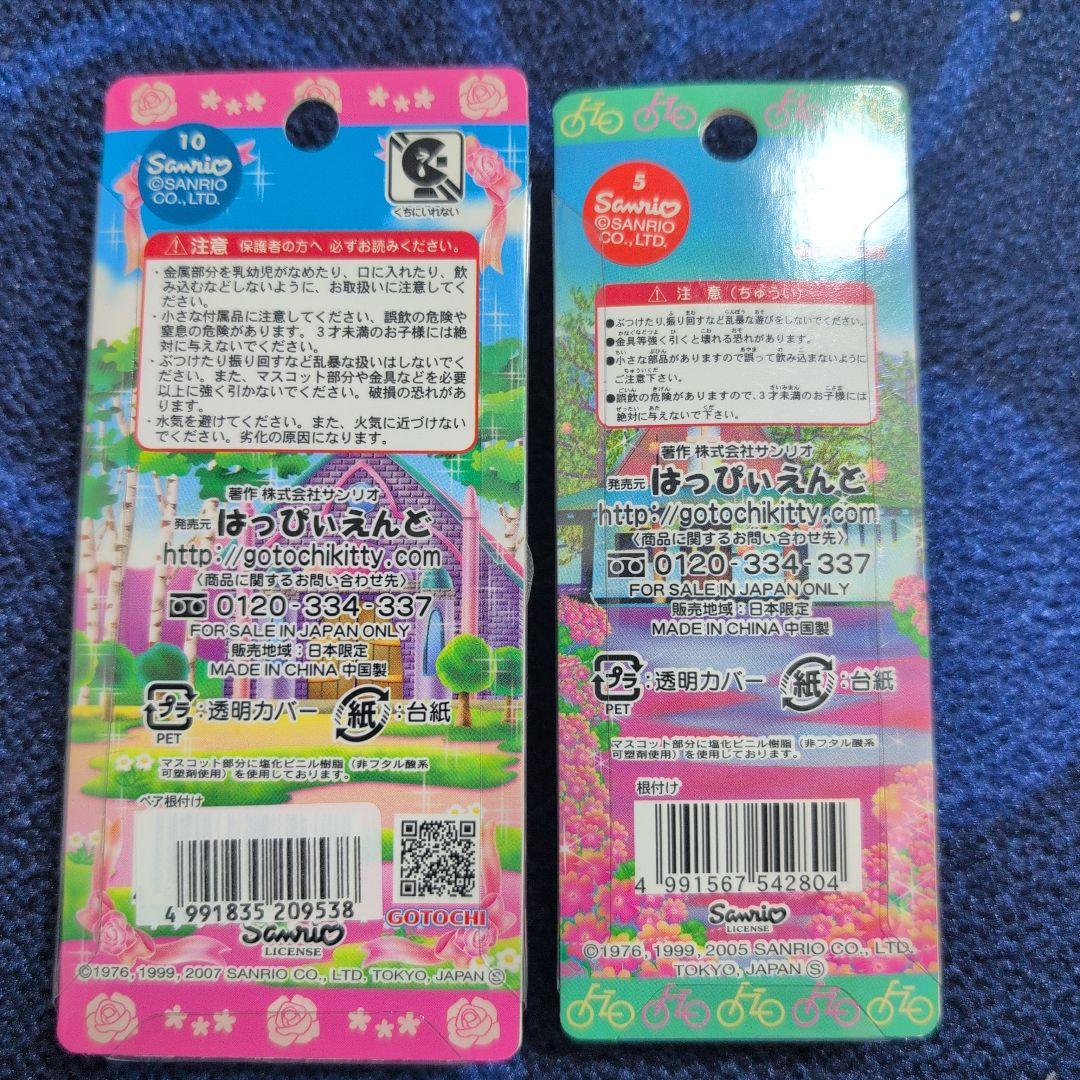 10
Sanrio
©SANRIO
CO.,LTD.
くちにいれない
注意 保護者の方へ 必ずお読みください。
・金属部分を乳幼児がなめたり、口に入れたり、飲
み込むなどしないように、お取扱いに注意してく
ださい。
・小さな付属品に注意してください、誤飲の危険や
窒息の危険があります。3才未満のお子様には絶
対に与えないでください。
・ぶつけたり振り回すなど乱暴な扱いはしないでく
ださい。また、マスコット部分や金具などを必要
以上に強く引かないでください。破損の恐れがあ
ります。
・水気を避けてください。また、火気に近づけない
でください。劣化の原因になります。
著作 株式会社サンリオ
発売元 はっぴぃえんど
http://gotochikitty.com
〈商品に関するお問い合わせ先〉
0120-334-337
FOR SALE IN JAPAN ONLY
販売地域：日本限定
MADE IN CHINA 中国製
プラ：透明カバー 紙：台紙
PET
マスコット部分に塩化ビニル樹脂（非フタル酸系
可塑剤使用）を使用しております。
ペア根付け
4 991835 209538
GOTOCHI
Sanrio
LICENSE
©1976, 1999, 2007 SANRIO CO., LTD. TOKYO, JAPAN Ⓢ
5
Sanrio
©SANRIO
CO., LTD.
注 意（ちゅうい）
●ぶつけたり、振り回すなど乱暴な遊びをしないでください。
●金具等強く引くと壊れる恐れがあります。
●小さな部品がありますので誤って飲み込まないように
ご注意下さい。
●誤飲の危険がありますので、3才未満のお子様には
絶対に与えないで下さい。
著作 株式会社サンリオ
発売元 はっぴぃえんど
http://gotochikitty.com
〈商品に関するお問い合わせ先〉
0120-334-337
販売地域：日本限定
MADE IN CHINA 中国製
プラ：透明カバー 紙：台紙
PET
マスコット部分に塩化ビニル樹脂（非フタル酸系
可塑剤使用）を使用しております。
根付け
4 991567 542804
Sanrio
LICENSE
©1976, 1999, 2005 SANRIO CO., LTD.
TOKYO, JAPAN Ⓢ